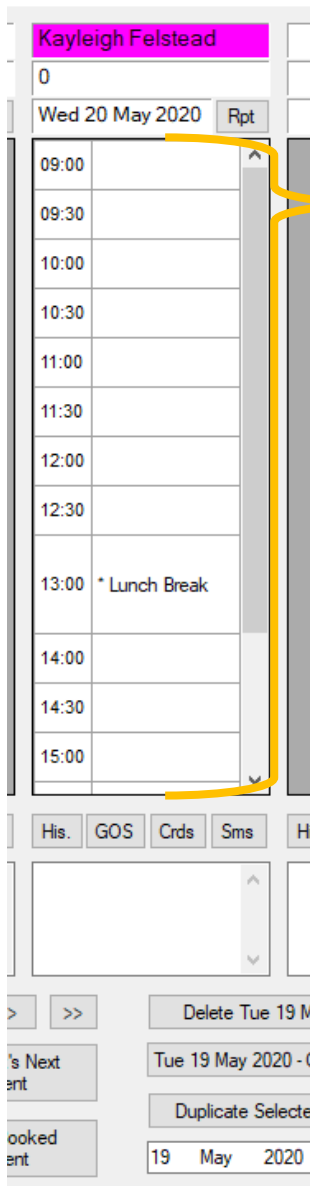 Kayleigh Felstead
0
Wed 20 May 2020 Rpt
09:00
09:30
10:00
10:30
11:00
11:30
12:00
12:30
13:00 * Lunch Break
14:00
14:30
15:00
His. GOS Crds Sms
> >> Delete Tue 19
's Next Tue 19 May 2020 -
Duplicate Selecte
ooked
19 May 2020